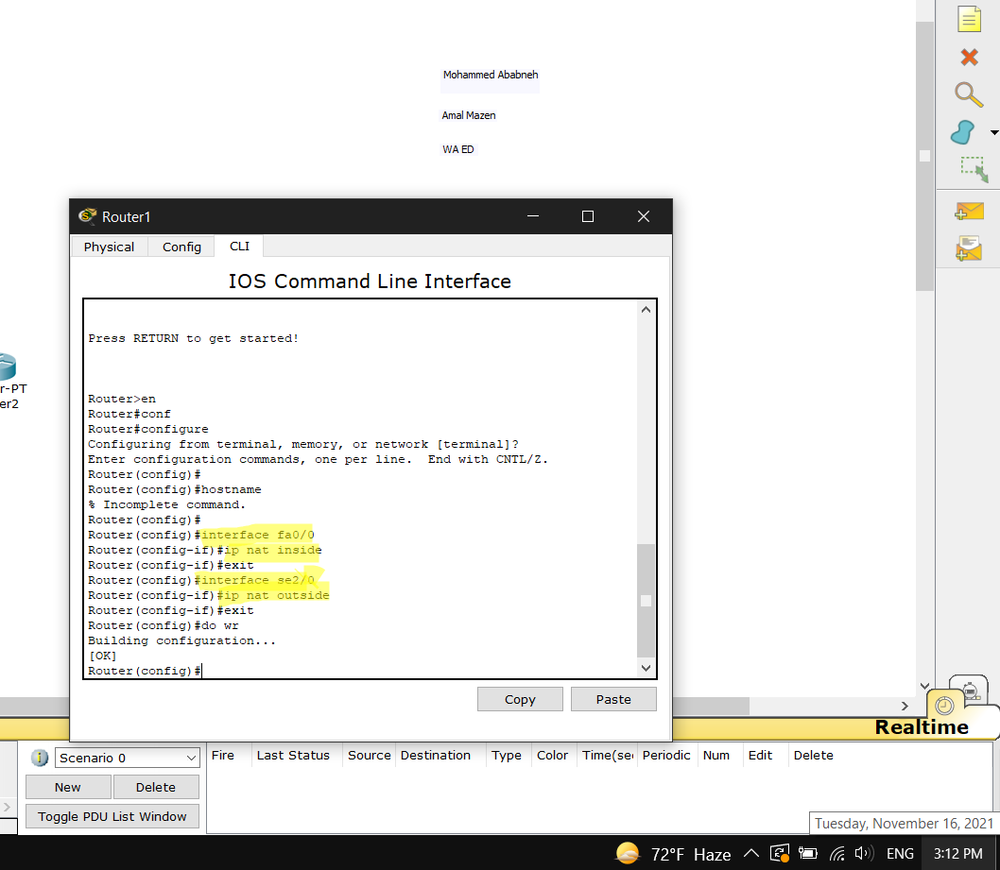 Mohammed Ababneh
Amal Mazen
WA ED
Router1
Physical Config CLI
IOS Command Line Interface
Press RETURN to get started!
r-PT
er2
Router>en
Router#conf
Router#configure
Configuring from terminal, memory, or network [terminal]?
Enter configuration commands, one per line.  End with CNTL/Z.
Router(config)#
Router(config)#hostname
% Incomplete command.
Router(config)#
Router(config)#interface fa0/0
Router(config-if)#ip nat inside
Router(config-if)#exit
Router(config)#interface se2/0
Router(config-if)#ip nat outside
Router(config-if)#exit
Router(config)#do wr
Building configuration...
[OK]
Router(config)#
Copy Paste
Realtime
Scenario 0
Fire Last Status Source Destination Type Color Time(sec Periodic Num Edit Delete
New Delete
Toggle PDU List Window
Tuesday, November 16, 2021
72°F Haze ENG 3:12 PM